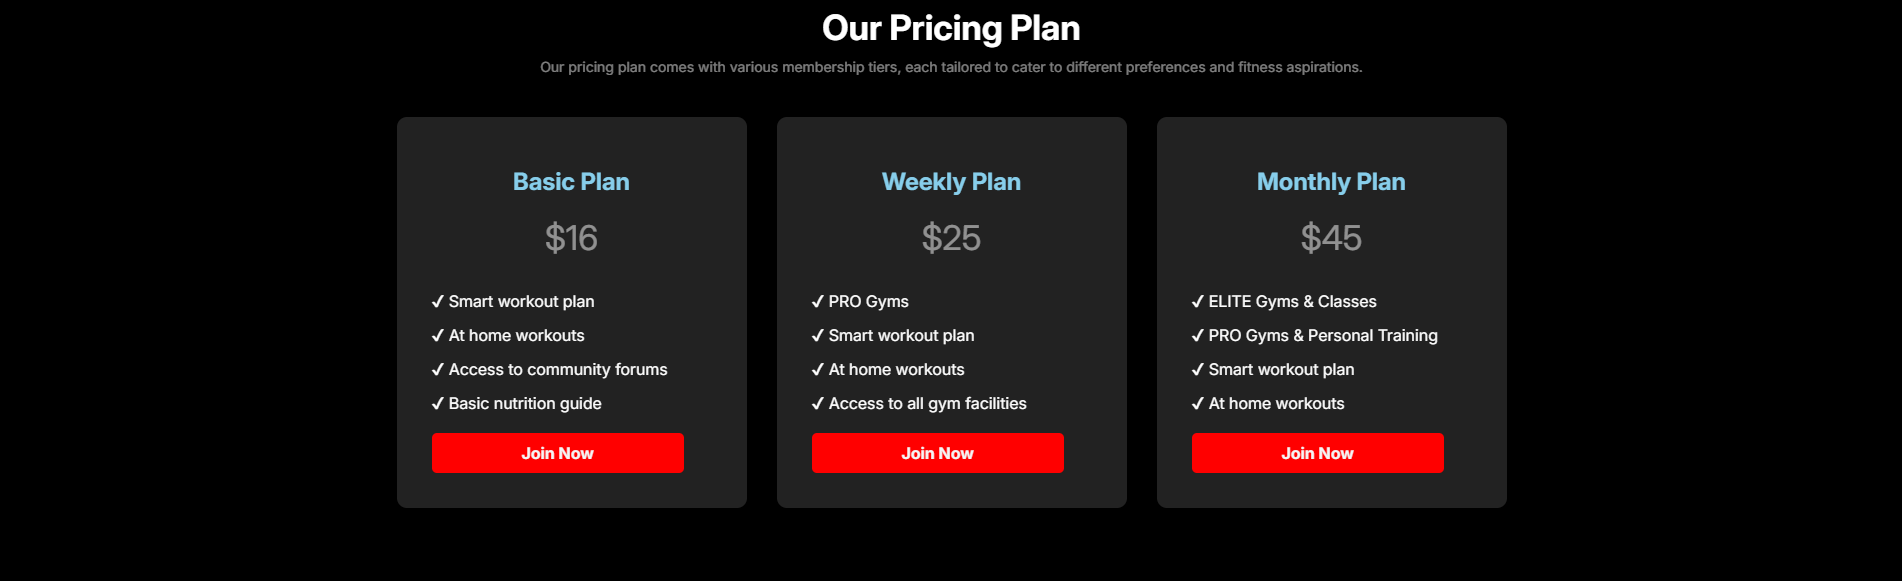 Our Pricing Plan
Our pricing plan comes with various membership tiers, each tailored to cater to different preferences and fitness aspirations.
Basic Plan
$16
✓ Smart workout plan
✓ At home workouts
✓ Access to community forums
✓ Basic nutrition guide
Join Now
Weekly Plan
$25
✓ PRO Gyms
✓ Smart workout plan
✓ At home workouts
✓ Access to all gym facilities
Join Now
Monthly Plan
$45
✓ ELITE Gyms & Classes
✓ PRO Gyms & Personal Training
✓ Smart workout plan
✓ At home workouts
Join Now